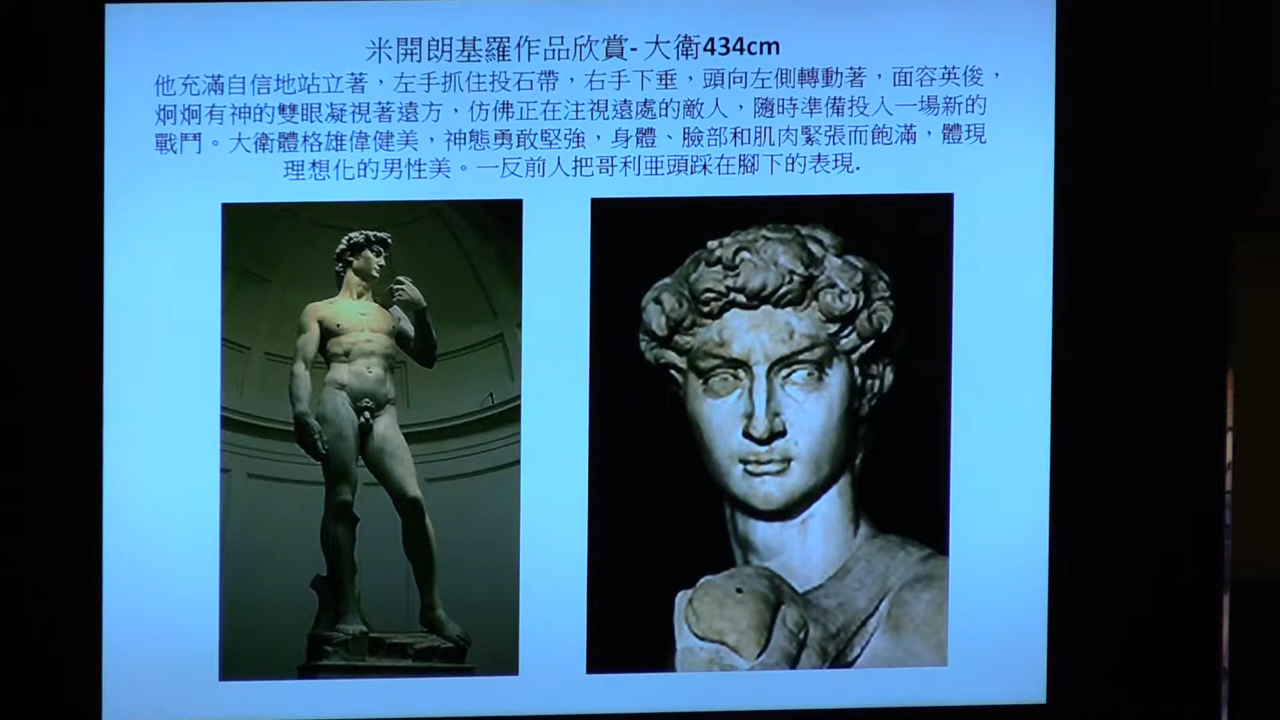 米開朗基羅作品欣賞- 大衛434cm
他充滿自信地站立著，左手抓住投石帶，右手下垂，頭向左側轉動著，面容英俊，
炯炯有神的雙眼凝視著遠方，仿佛正在注視遠處的敵人，隨時準備投入一場新的
戰鬥。大衛體格雄偉健美，神態勇敢堅強，身體、臉部和肌肉緊張而飽滿，體現
理想化的男性美。一反前人把哥利亞頭踩在腳下的表現.